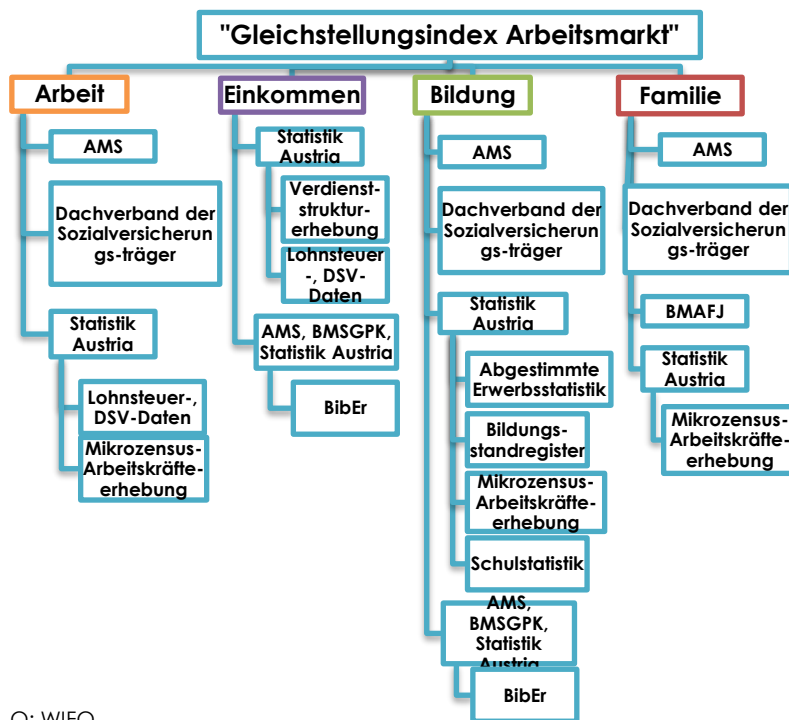 "Gleichstellungsindex Arbeitsmarkt"
Arbeit
AMS
Dachverband der
Sozialversicherun
gs-träger
Statistik
Austria
Lohnsteuer-,
DSV-Daten
Mikrozensus-
Arbeitskräfte-
erhebung
Einkommen
Statistik
Austria
Verdienst-
struktur-
erhebung
Lohnsteuer
-, DSV-
Daten
AMS, BMSGPK,
Statistik Austria
BibEr
Bildung
AMS
Dachverband der
Sozialversicherun
gs-träger
Statistik
Austria
Abgestimmte
Erwerbsstatistik
Bildungs-
standregister
Mikrozensus-
Arbeitskräfte-
erhebung
Schulstatistik
AMS,
BMSGPK,
Statistik
Austria
BibEr
Familie
AMS
Dachverband der
Sozialversicherun
gs-träger
BMAFJ
Statistik
Austria
Mikrozensus-
Arbeitskräfte-
erhebung
Q: WIFO